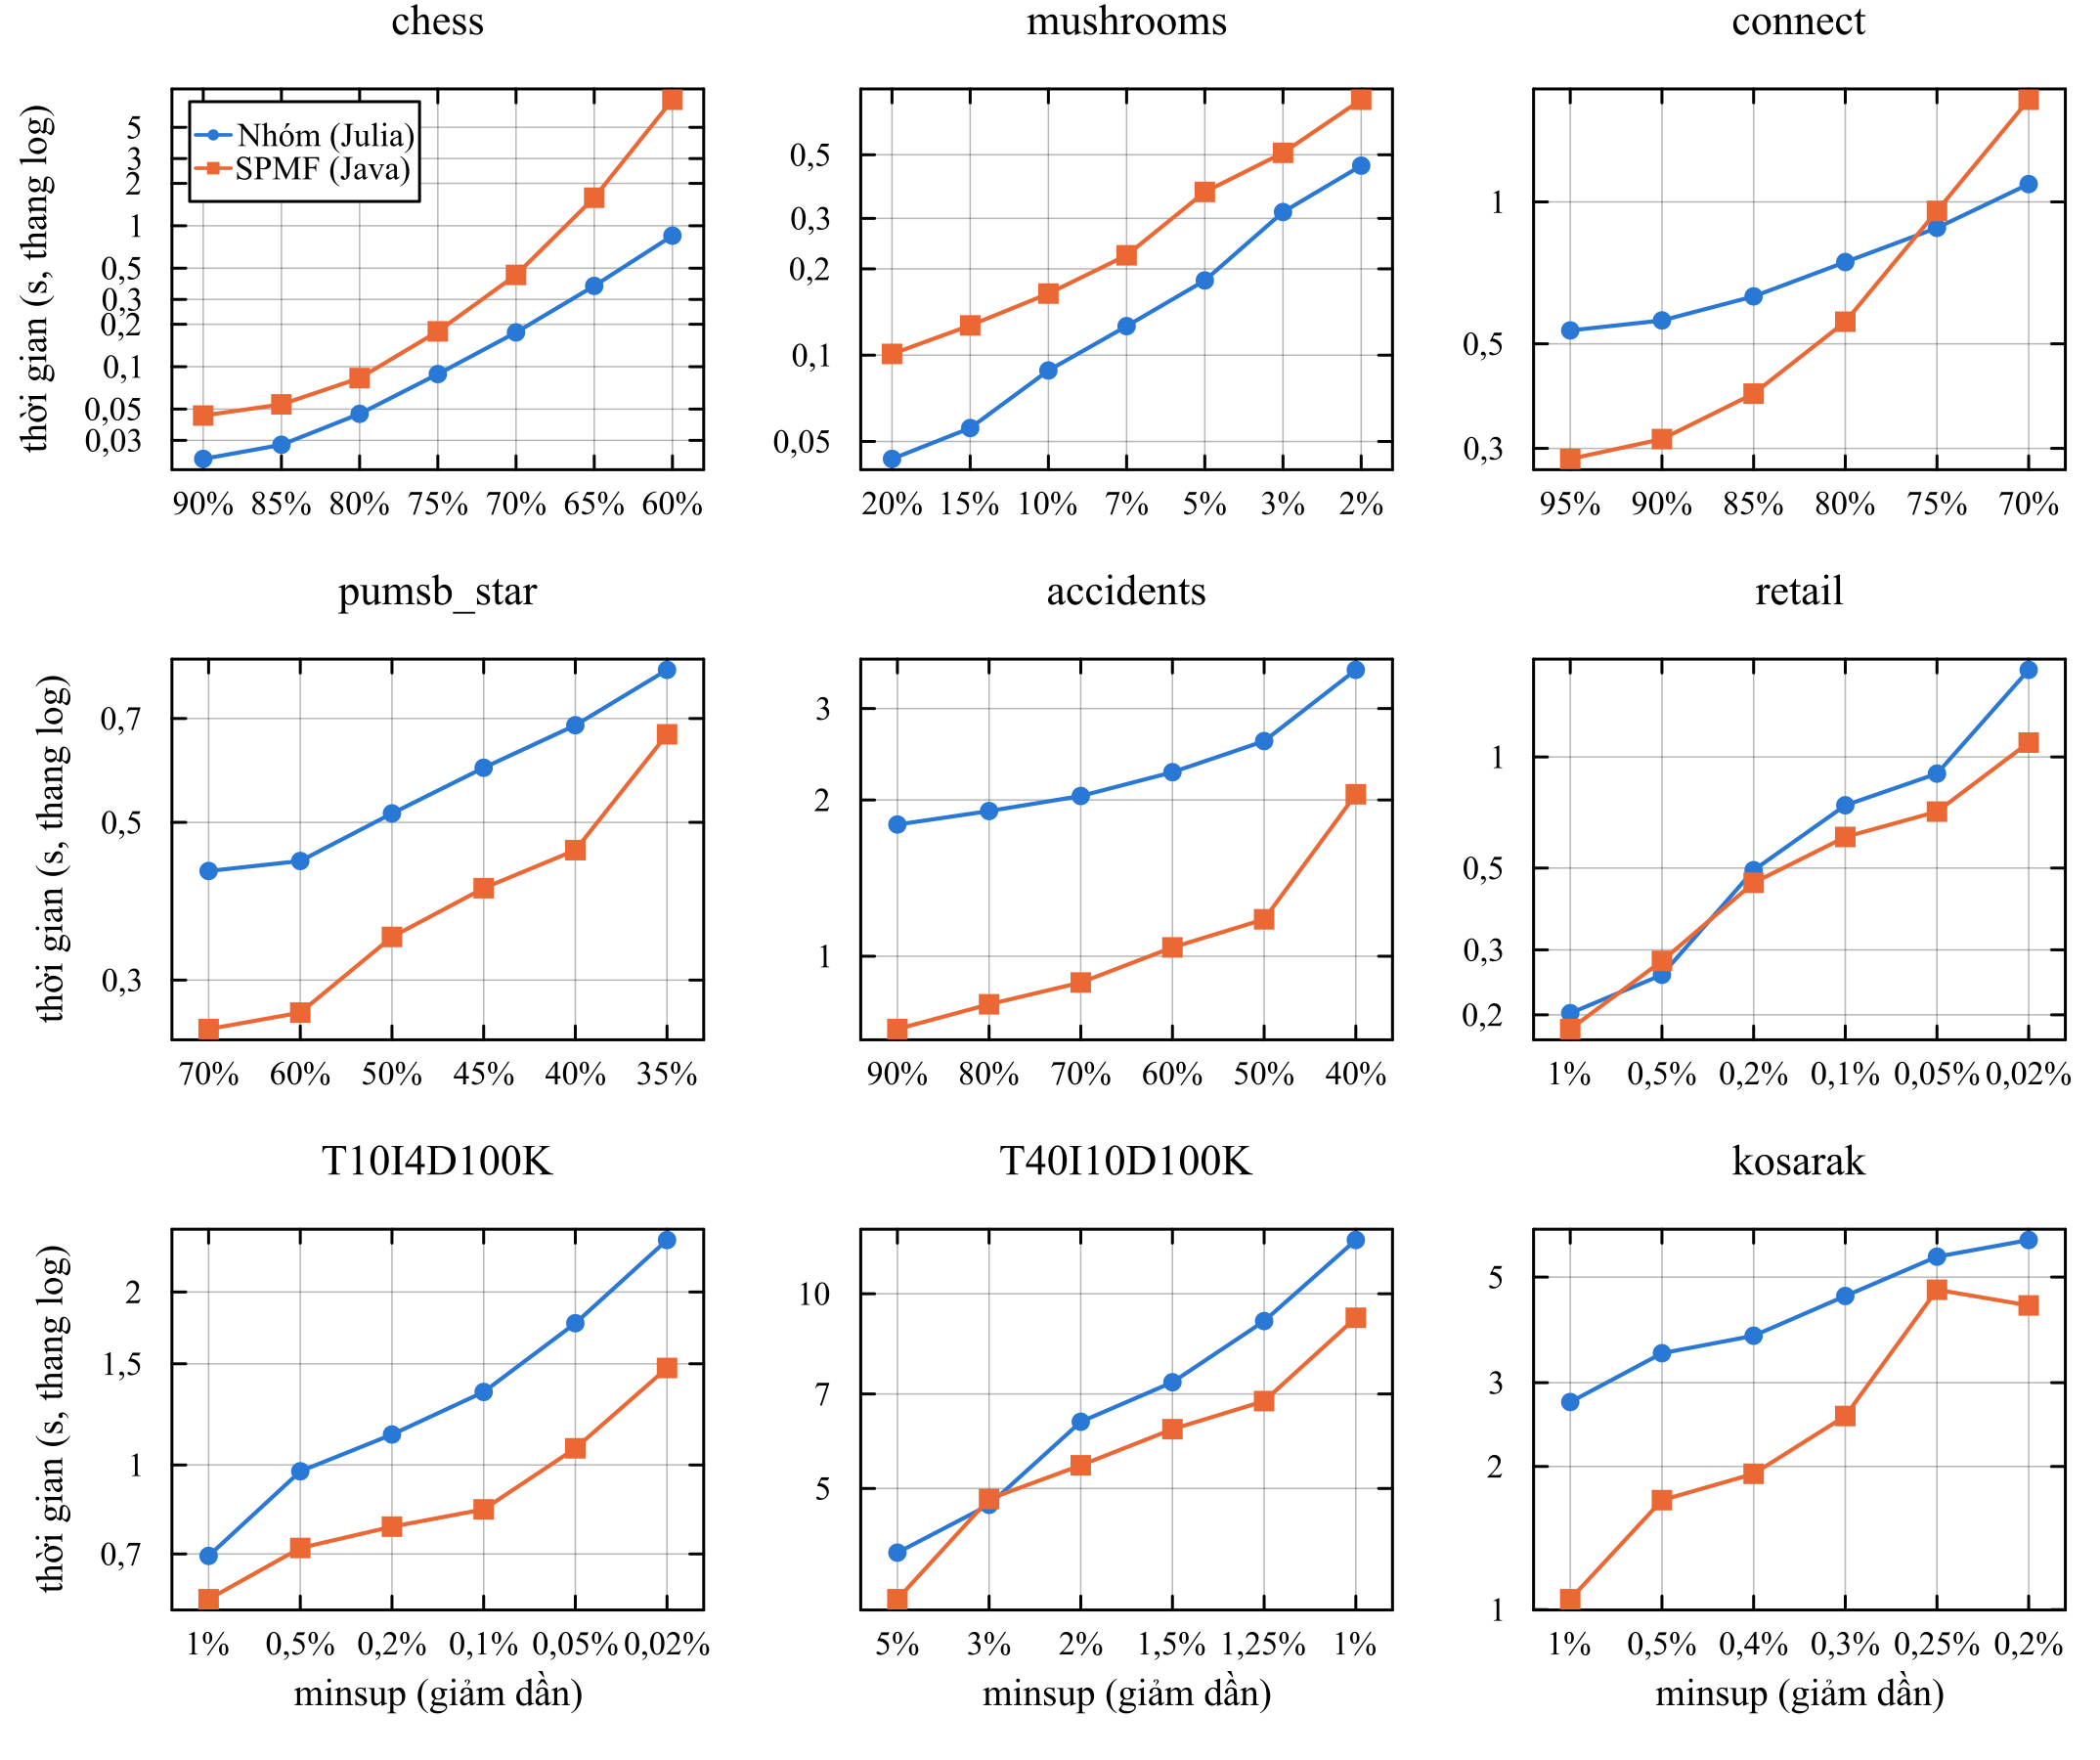 chess
mushrooms
connect
thời gian (s, thang log)
5
3
2
1
0,5
0,3
0,2
0,1
0,05
0,03
Nhóm (Julia)
SPMF (Java)
90% 85% 80% 75% 70% 65% 60%
0,5
0,3
0,2
0,1
0,05
20% 15% 10% 7% 5% 3% 2%
1
0,5
0,3
95% 90% 85% 80% 75% 70%
pumsb_star
accidents
retail
thời gian (s, thang log)
0,7
0,5
0,3
70% 60% 50% 45% 40% 35%
3
2
1
90% 80% 70% 60% 50% 40%
1
0,5
0,3
0,2
1% 0,5% 0,2% 0,1% 0,05% 0,02%
T10I4D100K
T40I10D100K
kosarak
thời gian (s, thang log)
2
1,5
1
0,7
1% 0,5% 0,2% 0,1% 0,05% 0,02%
minsup (giảm dần)
10
7
5
5% 3% 2% 1,5% 1,25% 1%
minsup (giảm dần)
5
3
2
1
1% 0,5% 0,4% 0,3% 0,25% 0,2%
minsup (giảm dần)